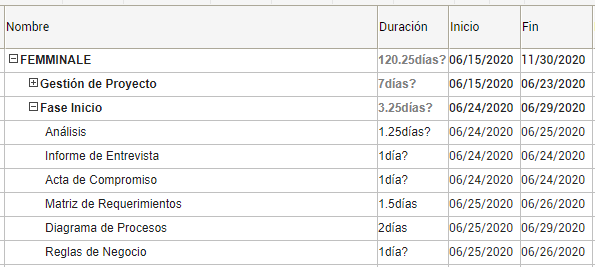 Nombre Duración Inicio Fin
FEMMINALE 120.25días? 06/15/2020 11/30/2020
Gestión de Proyecto 7días? 06/15/2020 06/23/2020
Fase Inicio 3.25días? 06/24/2020 06/29/2020
Análisis 1.25días? 06/24/2020 06/25/2020
Informe de Entrevista 1día? 06/24/2020 06/24/2020
Acta de Compromiso 1día? 06/24/2020 06/24/2020
Matriz de Requerimientos 1.5días 06/25/2020 06/26/2020
Diagrama de Procesos 2días 06/25/2020 06/29/2020
Reglas de Negocio 1día? 06/25/2020 06/26/2020